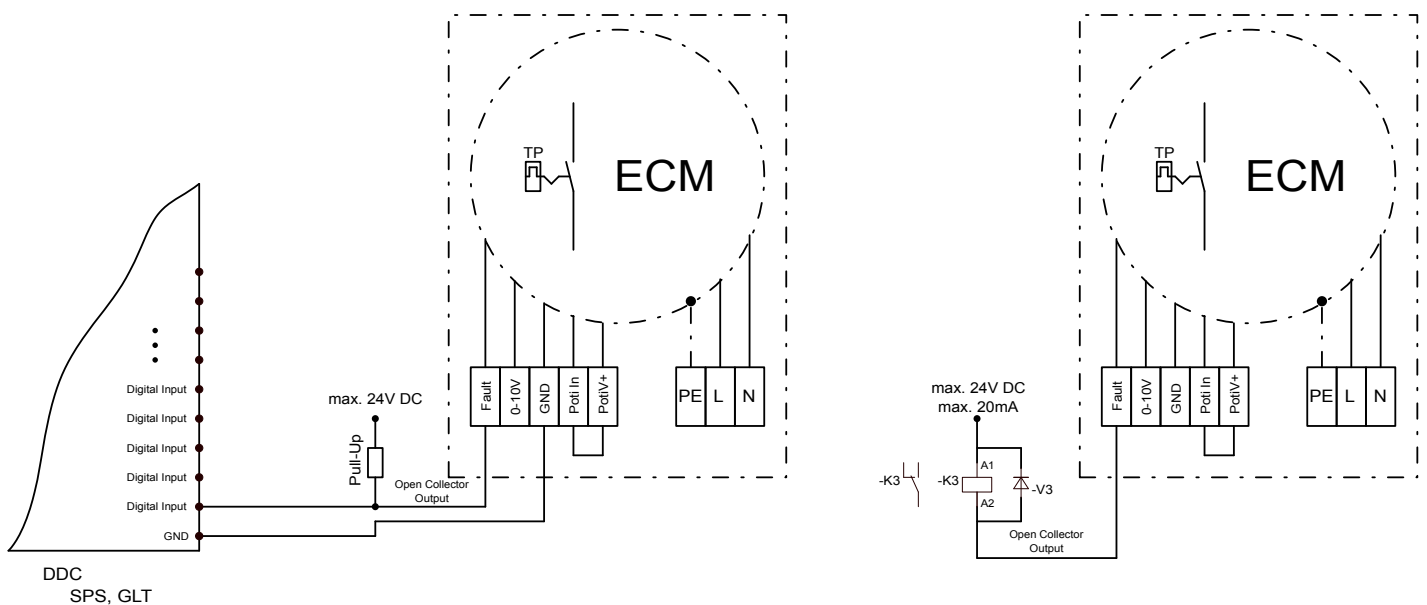 TP
ECM
Fault
0-10V
GND
Poti In
PotiV+
PE
L
N
max. 24V DC
Pull-Up
Open Collector
Output
Digital Input
Digital Input
Digital Input
Digital Input
Digital Input
GND
DDC
SPS, GLT
TP
ECM
Fault
0-10V
GND
Poti In
PotiV+
PE
L
N
max. 24V DC
max. 20mA
-K3
-K3
A1
A2
-V3
Open Collector
Output